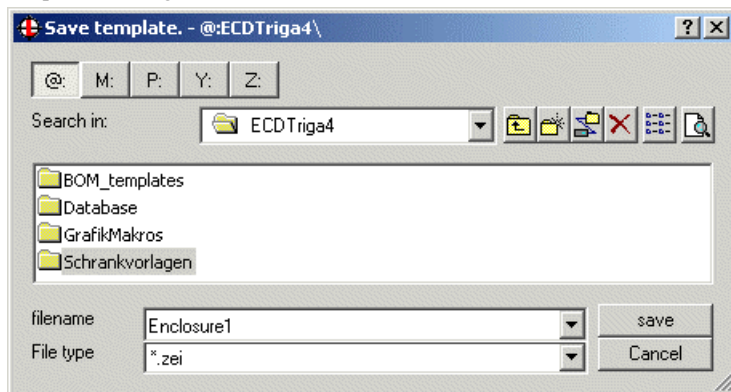 Save template. - @:ECDTriga4\
@: M: P: Y: Z:
Search in: ECDTriga4
BOM_templates
Database
GrafikMakros
Schrankvorlagen
filename Enclosure1 save
File type *.zei Cancel